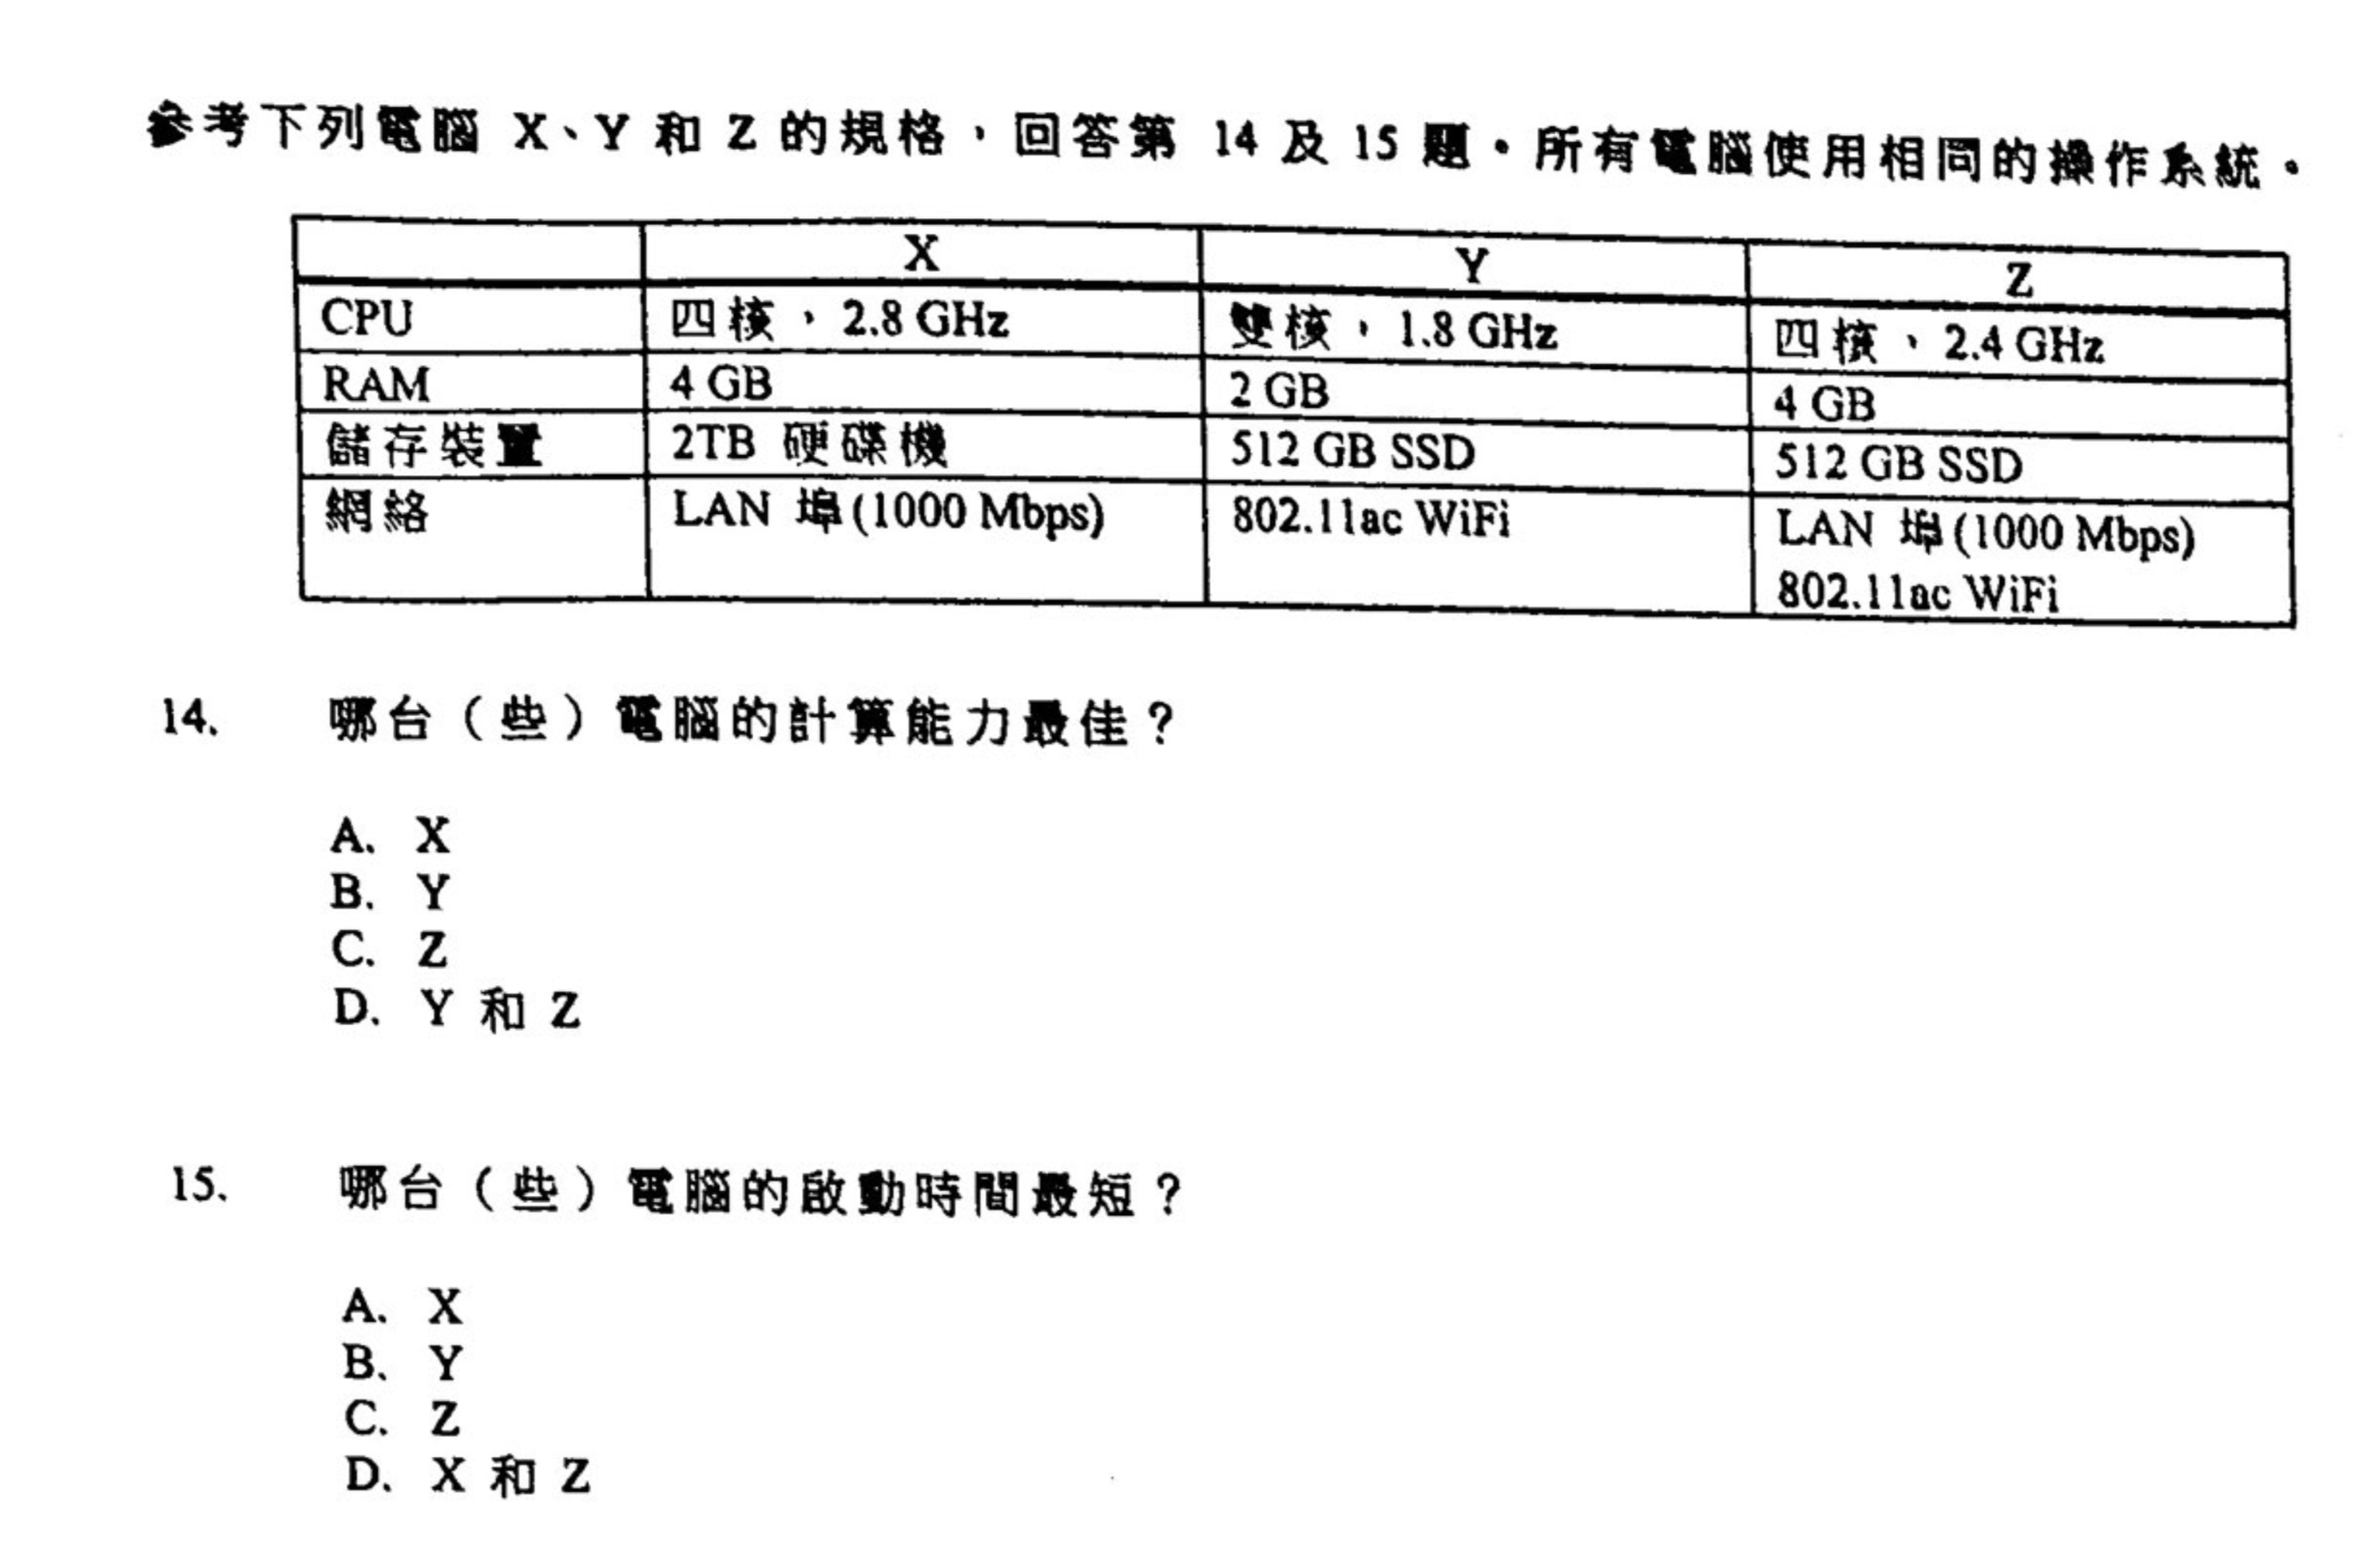 參考下列電腦 X、Y 和 Z 的規格，回答第 14 及 15 題。所有電腦使用相同的操作系統。
X Y Z
CPU 四核，2.8 GHz 雙核，1.8 GHz 四核，2.4 GHz
RAM 4 GB 2 GB 4 GB
儲存裝置 2TB 硬碟機 512 GB SSD 512 GB SSD
網絡 LAN 埠(1000 Mbps) 802.11ac WiFi LAN 埠(1000 Mbps)
802.11ac WiFi
14. 哪台（些）電腦的計算能力最佳？
A. X
B. Y
C. Z
D. Y 和 Z
15. 哪台（些）電腦的啟動時間最短？
A. X
B. Y
C. Z
D. X 和 Z